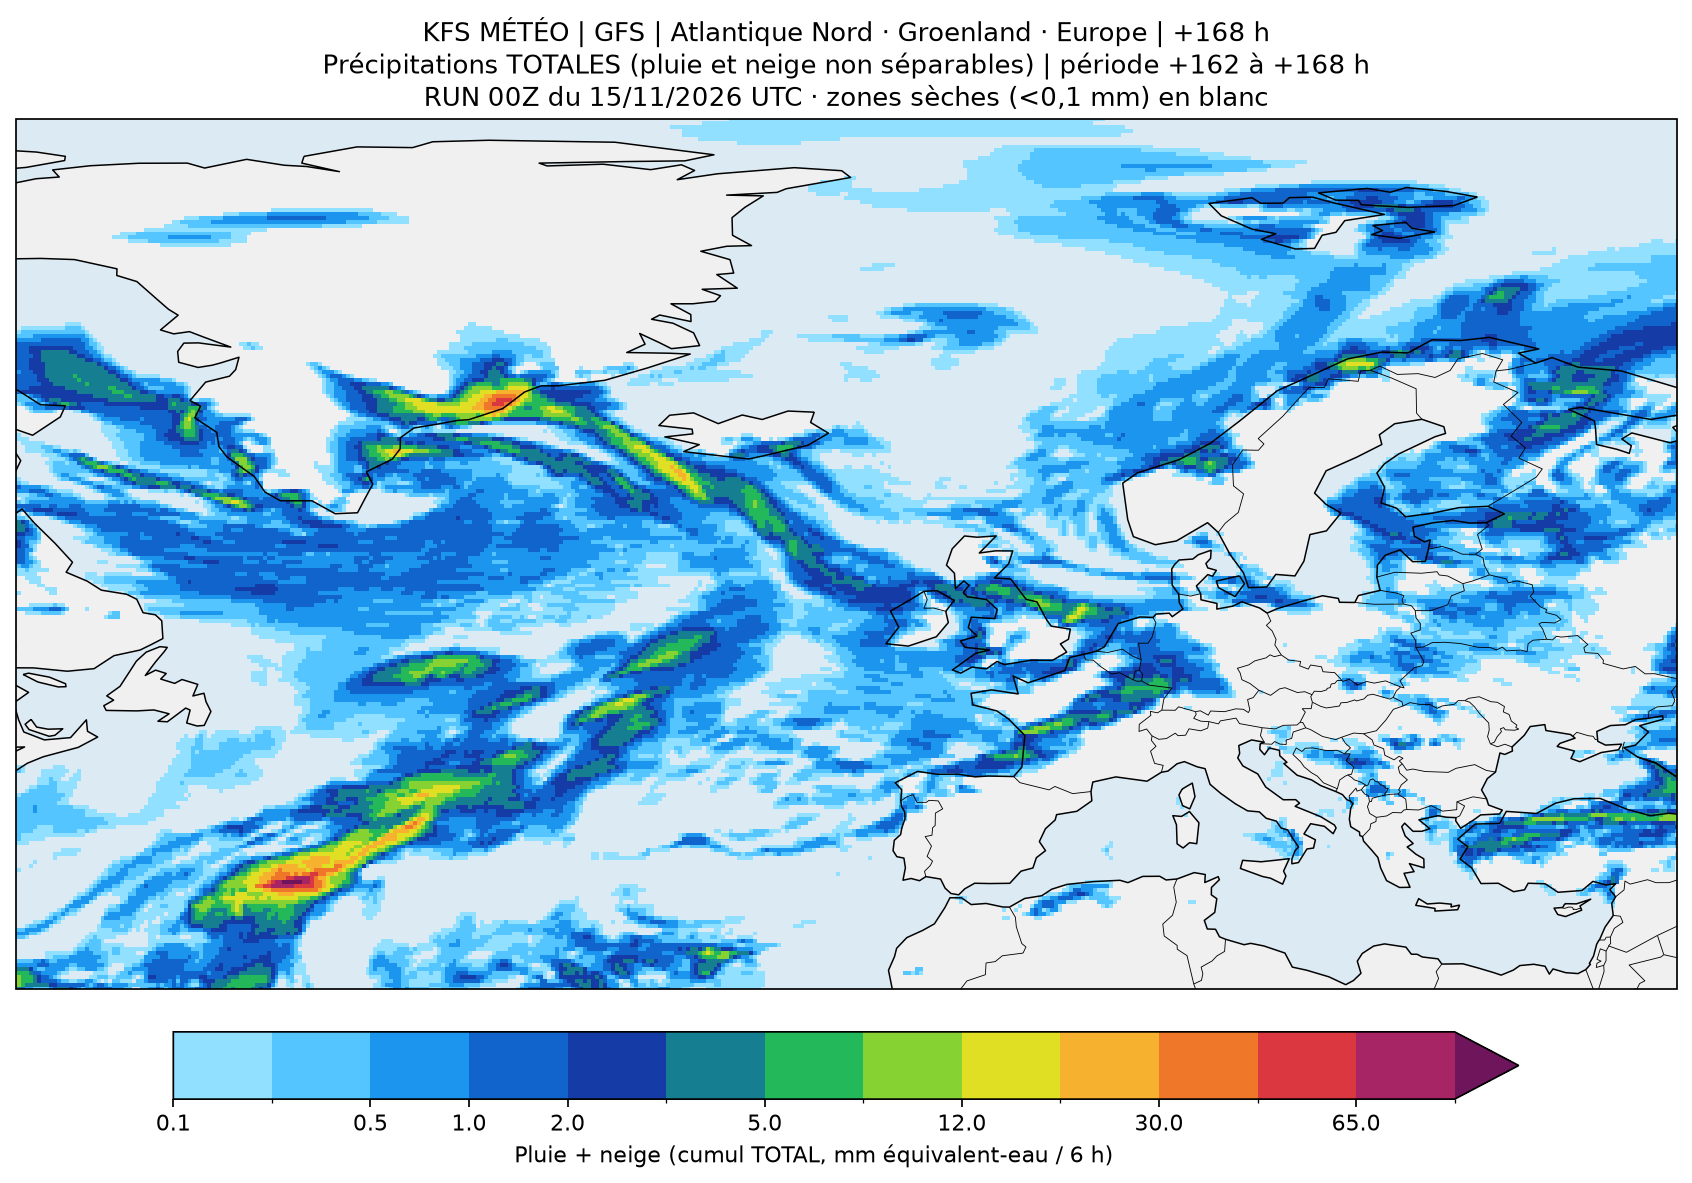 KFS MÉTÉO | GFS | Atlantique Nord · Groenland · Europe | +168 h
Précipitations TOTALES (pluie et neige non séparables) | période +162 à +168 h
RUN 00Z du 15/11/2026 UTC · zones sèches (<0,1 mm) en blanc
0.1 0.5 1.0 2.0 5.0 12.0 30.0 65.0
Pluie + neige (cumul TOTAL, mm équivalent-eau / 6 h)